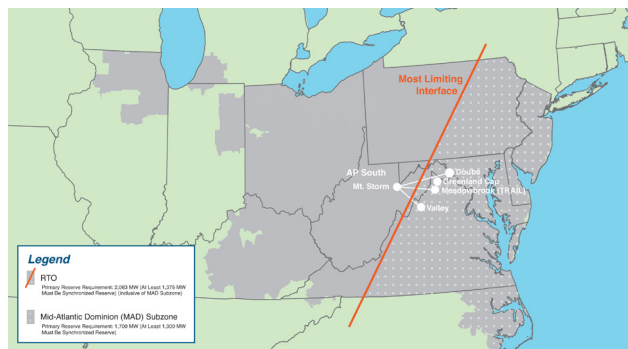 Most Limiting
Interface
AP South
Doubs
Mt. Storm
Greenland Gap
Meadowbrook (TRAIL)
Valley
Legend
RTO
Primary Reserve Requirement: 2,063 MW (At Least 1,375 MW
Must Be Synchronized Reserve) (Inclusive of MAD Subzone)
Mid-Atlantic Dominion (MAD) Subzone
Primary Reserve Requirement: 1,700 MW (At Least 1,300 MW
Must Be Synchronized Reserve)